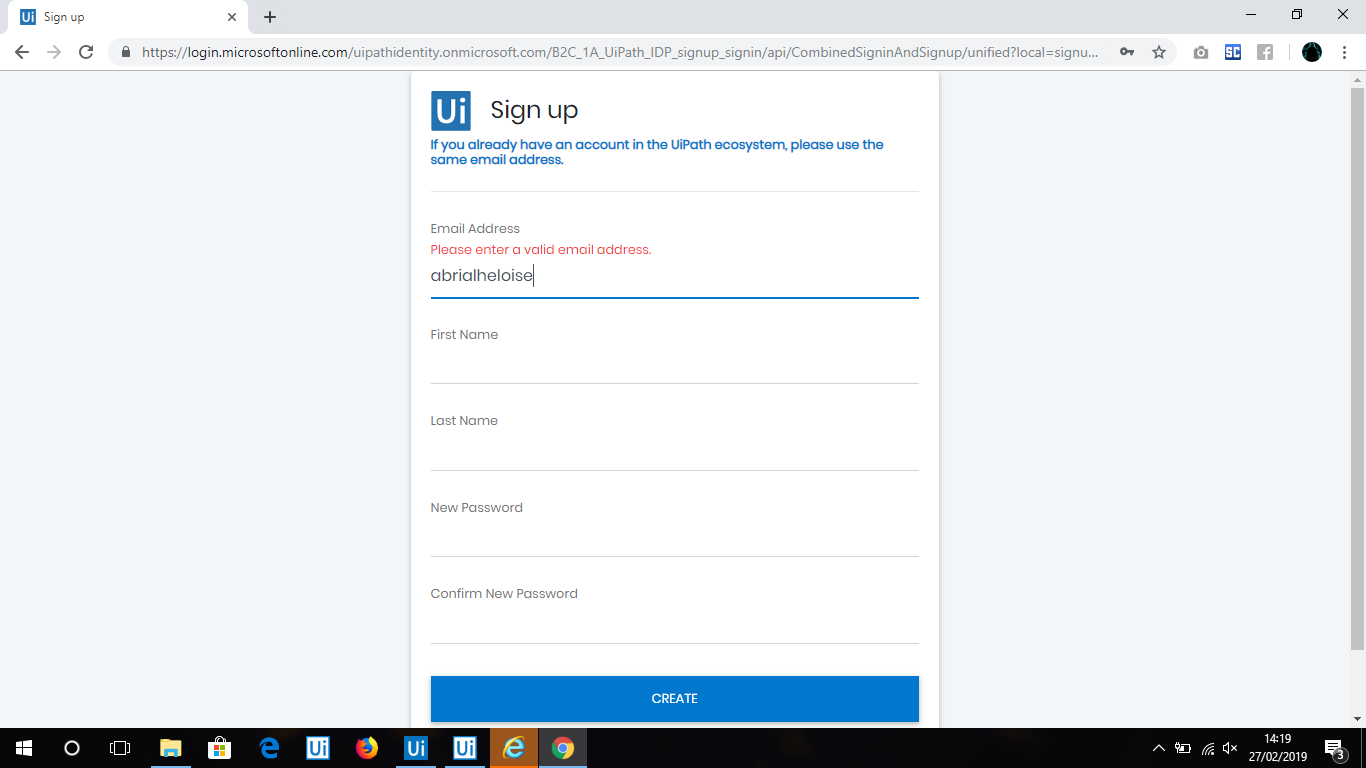 Ui Sign up
https://login.microsoftonline.com/uipathidentity.onmicrosoft.com/B2C_1A_UiPath_IDP_signup_signin/api/CombinedSigninAndSignup/unified?local=signu...
SC
Ui Sign up
If you already have an account in the UiPath ecosystem, please use the
same email address.
Email Address
Please enter a valid email address.
abrialheloise
First Name
Last Name
New Password
Confirm New Password
CREATE
Ui
Ui
Ui
14:19
27/02/2019
3